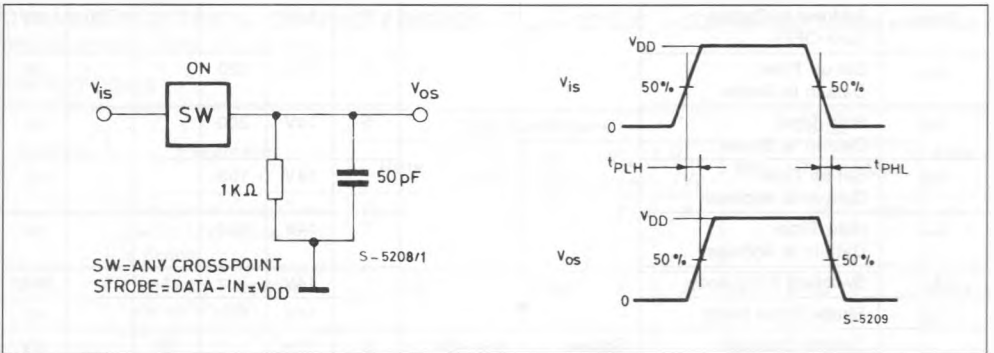 ON
Vis
SW
Vos
1KΩ
50pF
S-5208/1
SW=ANY CROSSPOINT
STROBE=DATA-IN=VDD
VDD
Vis
50%
50%
0
tPLH
tPHL
VDD
Vos
50%
50%
0
S-5209